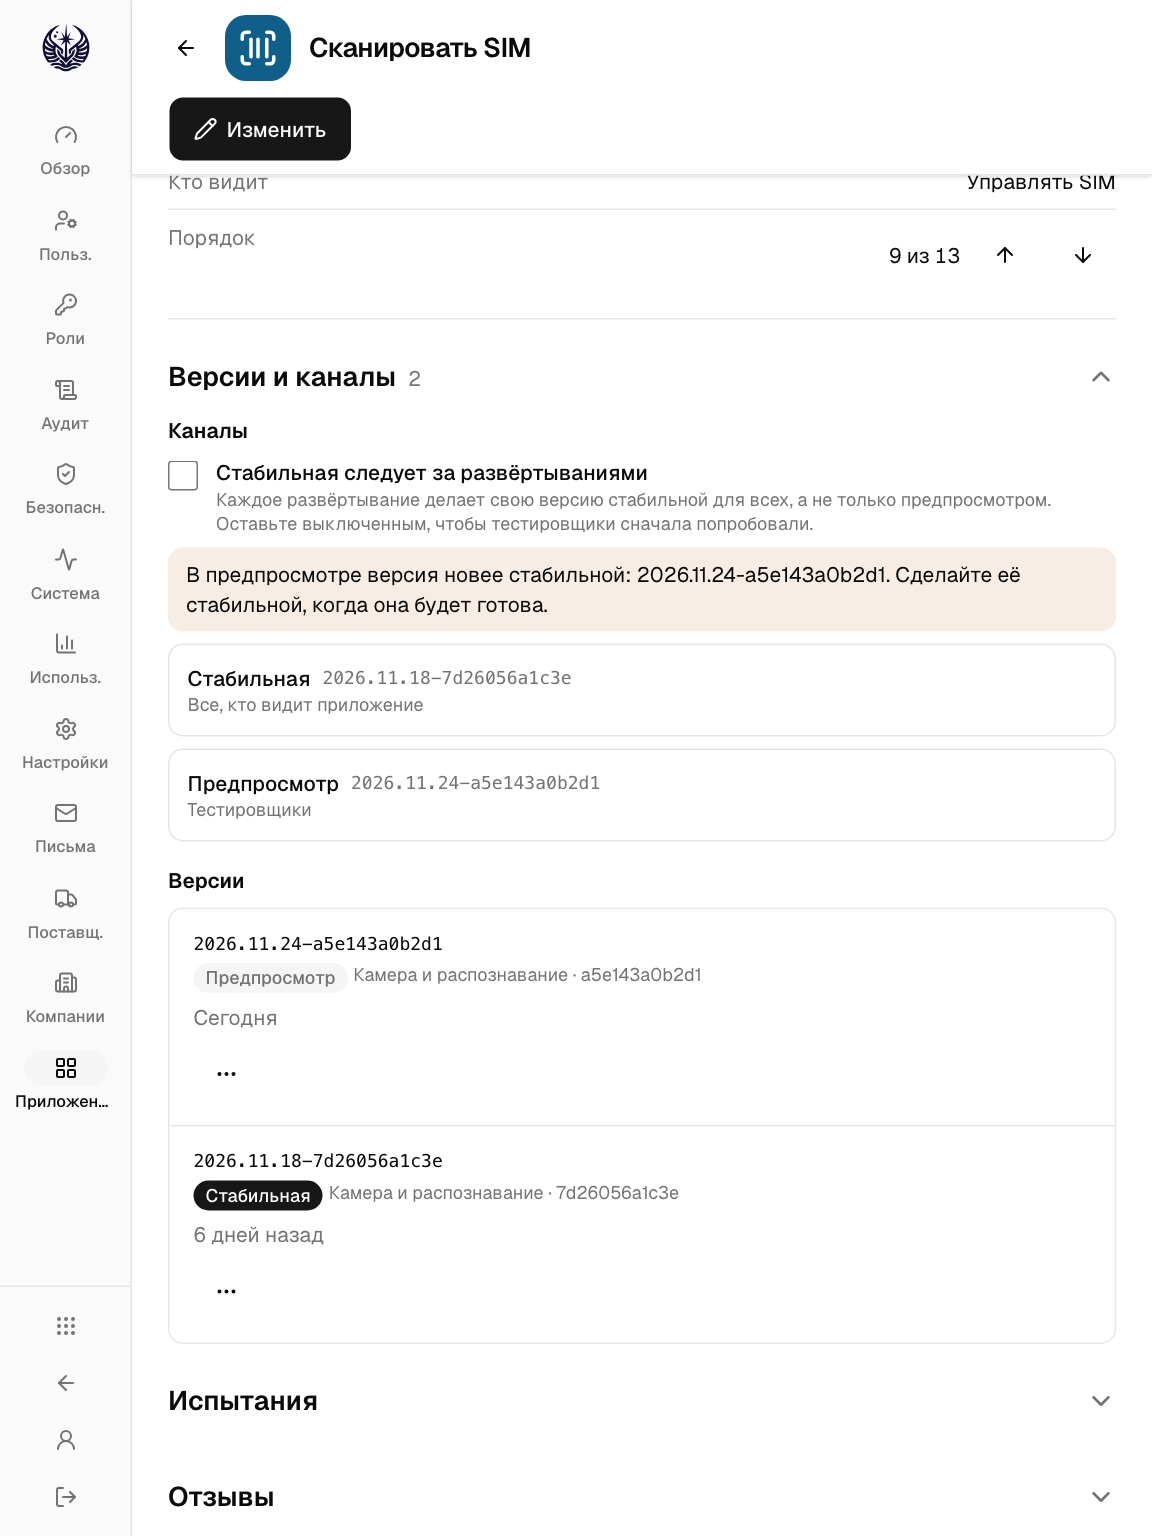 Сканировать SIM
Изменить
Обзор
Польз.
Роли
Аудит
Безопасн.
Система
Использ.
Настройки
Письма
Поставщ.
Компании
Приложен...
Кто видит
Управлять SIM
Порядок
9 из 13
Версии и каналы 2
Каналы
Стабильная следует за развёртываниями
Каждое развёртывание делает свою версию стабильной для всех, а не только предпросмотром.
Оставьте выключенным, чтобы тестировщики сначала попробовали.
В предпросмотре версия новее стабильной: 2026.11.24-a5e143a0b2d1. Сделайте её
стабильной, когда она будет готова.
Стабильная 2026.11.18-7d26056a1c3e
Все, кто видит приложение
Предпросмотр 2026.11.24-a5e143a0b2d1
Тестировщики
Версии
2026.11.24-a5e143a0b2d1
Предпросмотр Камера и распознавание · a5e143a0b2d1
Сегодня
2026.11.18-7d26056a1c3e
Стабильная Камера и распознавание · 7d26056a1c3e
6 дней назад
Испытания
Отзывы